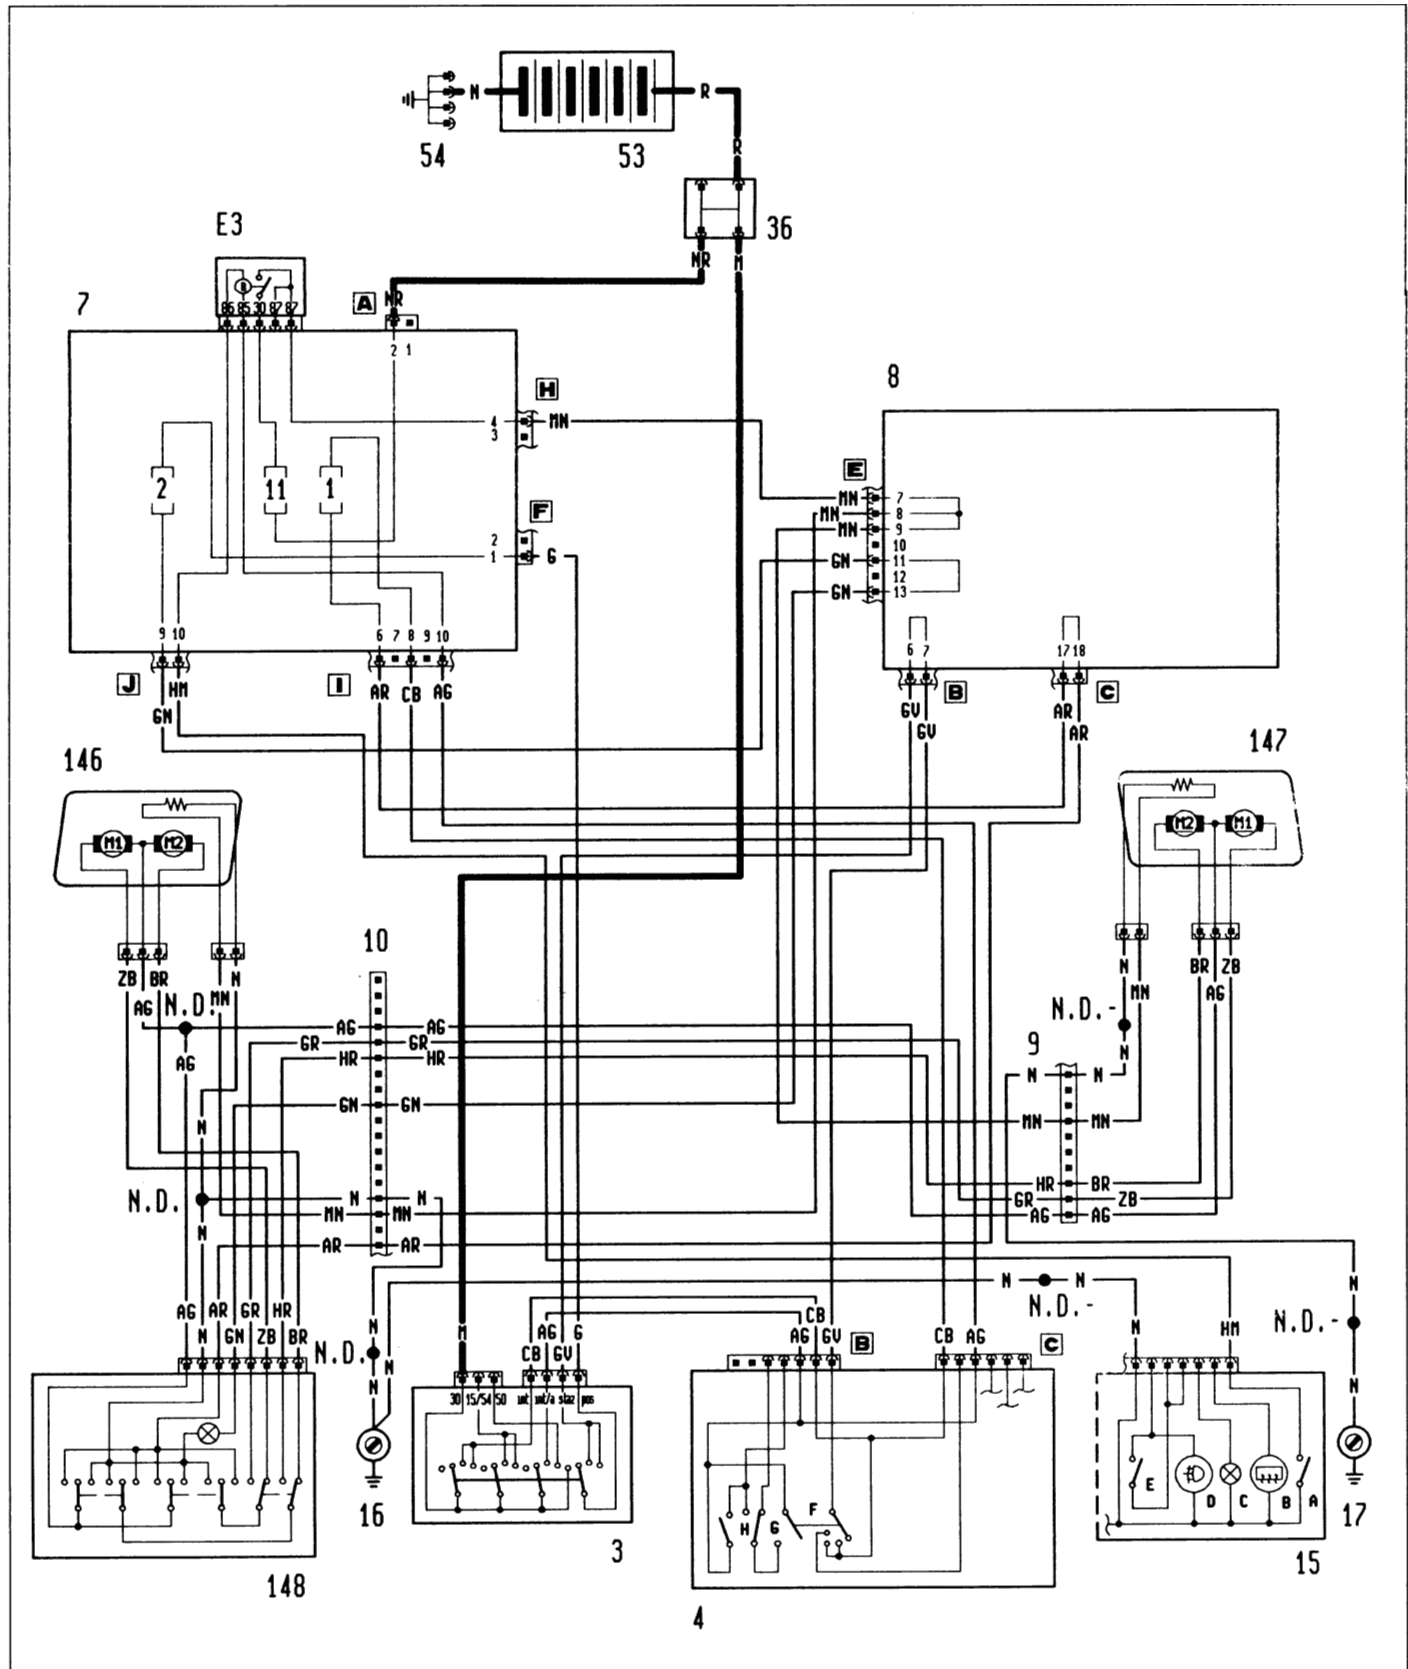 N
R
54
53
R
36
E3
NR
M
7
A
NR
86 85 30 87 87
2 1
H
8
4
MN
3
E
2
11
1
MN
7
MN
8
MN
9
F
10
2
GN
11
1
G
12
GN
13
9 10
6 7 8 9 10
6 7
17 18
J
HM
I
AR
CB
AG
B
C
GN
GV
GV
AR
AR
146
147
M1
M2
M2
M1
10
ZB
BR
N
N
BR
ZB
AG
N.D.
MN
MN
AG
N.D.-
AG
AG
AG
GR
GR
N
9
HR
HR
N
N
GN
GN
N
MN
MN
HR
BR
N.D.
N
N
GR
ZB
N
MN
MN
AG
AG
AR
AR
N
N
N
N.D.-
AG
AR
GR
HR
M
AG
G
CB
N
GN
ZB
BR
N.D.
N
N
CB
GV
AG
GV
B
CB
AG
C
N
HM
N.D.-
N
N
30 15/54 50
int int/a staz pos
16
E
D
C
B
A
17
H
G
F
3
15
148
4